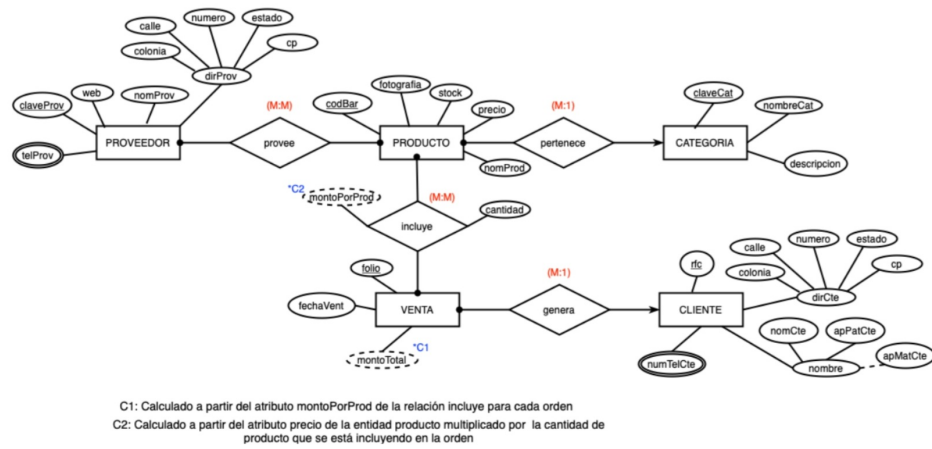 numero
estado
calle
cp
colonia
dirProv
web
nomProv
claveProv
(M:M)
codBar
fotografia
stock
precio
(M:1)
claveCat
nombreCat
PROVEEDOR
provee
PRODUCTO
pertenece
CATEGORIA
telProv
nomProd
descripcion
*C2
montoPorProd
(M:M)
cantidad
incluye
folio
(M:1)
rfc
calle
numero
estado
colonia
cp
dirCte
fechaVent
VENTA
genera
CLIENTE
*C1
montoTotal
nomCte
apPatCte
apMatCte
numTelCte
nombre
C1: Calculado a partir del atributo montoPorProd de la relación incluye para cada orden
C2: Calculado a partir del atributo precio de la entidad producto multiplicado por la cantidad de
producto que se está incluyendo en la orden